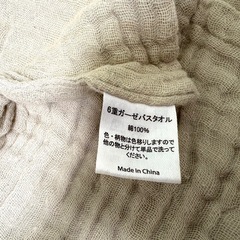 6重ガーゼバスタオル
綿100%
色・柄物は色移りしますので
他の物と分けて単品で洗って
ください。
Made In China